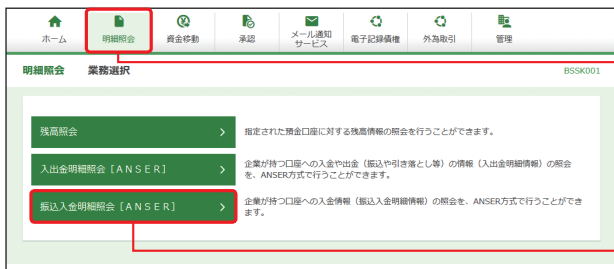 ホーム
明細照会
資金移動
承認
メール通知
サービス
電子記録債権
外為取引
管理
明細照会 業務選択
BSSK001
残高照会
指定された預金口座に対する残高情報の照会を行うことができます。
入出金明細照会［ANSER］
企業が持つ口座への入金や出金（振込や引き落とし等）の情報（入出金明細情報）の照会
を、ANSER方式で行うことができます。
振込入金明細照会［ANSER］
企業が持つ口座への入金情報（振込入金明細情報）の照会を、ANSER方式で行うことができ
ます。